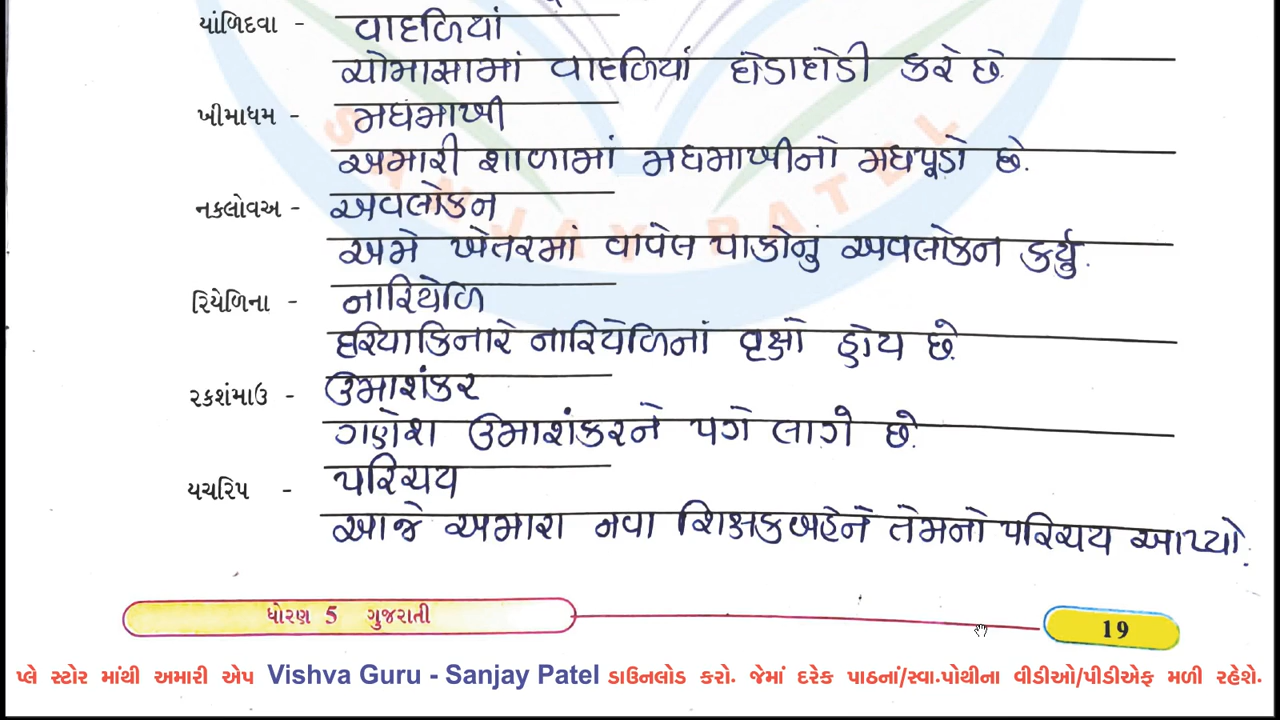 યાંળિદવા - વાદળિયાં
ચોમાસામાં વાદળિયાં દોડાદોડી કરે છે.
ખીમાધમ - મધમાખી
અમારી શાળામાં મધમાખીનો મધપૂડો છે.
નકલોવઅ - અવલોકન
અમે ખેતરમાં વાવેલ પાકોનું અવલોકન કર્યું.
રિયેળિના - નારિયેળિ
દરિયાકિનારે નારિયેળિનાં વૃક્ષો હોય છે.
રકશંમાઉ - ઉમાશંકર
ગણેશ ઉમાશંકરને પગે લાગે છે.
યચરિપ - પરિચય
આજે અમારા નવા શિક્ષકબહેને તેમનો પરિચય આપ્યો.
SANJAY PATEL
ધોરણ 5 ગુજરાતી
19
પ્લે સ્ટોર માંથી અમારી એપ Vishva Guru - Sanjay Patel ડાઉનલોડ કરો. જેમાં દરેક પાઠનાં/સ્વા.પોથીના વીડીઓ/પીડીએફ મળી રહેશે.